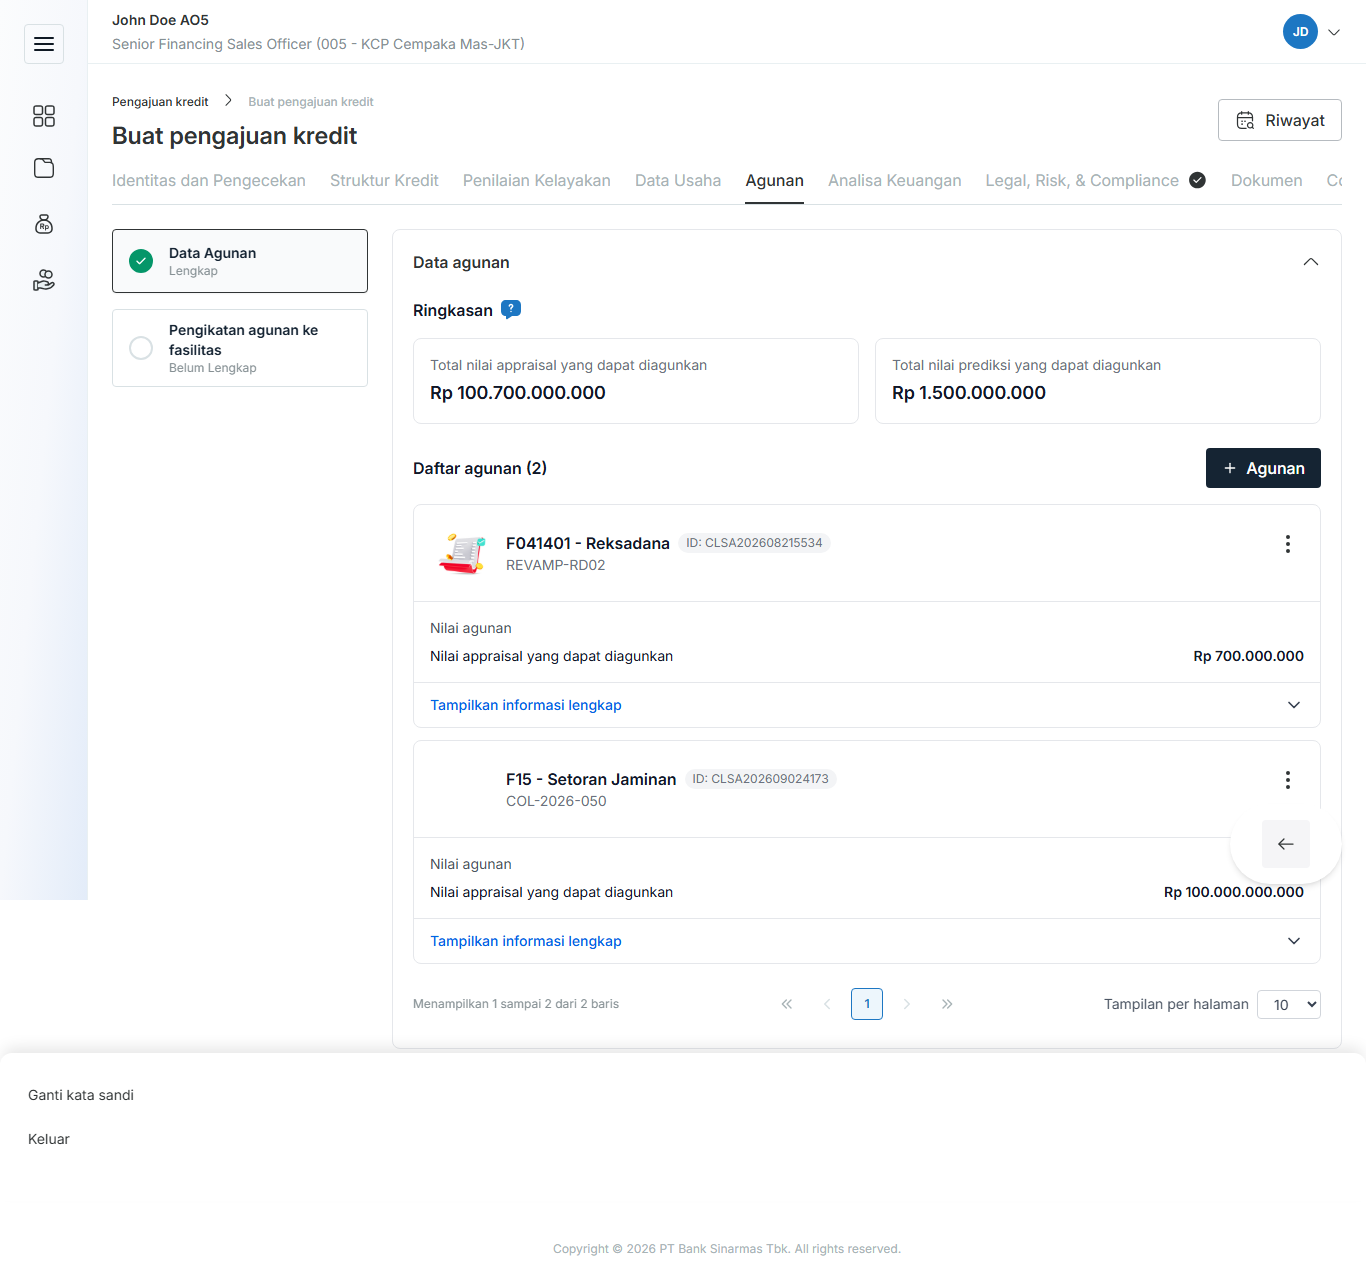 John Doe AO5
Senior Financing Sales Officer (005 - KCP Cempaka Mas-JKT)
JD
Pengajuan kredit
Buat pengajuan kredit
Buat pengajuan kredit
Riwayat
Identitas dan Pengecekan
Struktur Kredit
Penilaian Kelayakan
Data Usaha
Agunan
Analisa Keuangan
Legal, Risk, & Compliance
Dokumen
Data Agunan
Lengkap
Pengikatan agunan ke
fasilitas
Belum Lengkap
Data agunan
Ringkasan
?
Total nilai appraisal yang dapat diagunkan
Rp 100.700.000.000
Total nilai prediksi yang dapat diagunkan
Rp 1.500.000.000
Daftar agunan (2)
+ Agunan
F041401 - Reksadana
ID: CLSA202608215534
REVAMP-RD02
Nilai agunan
Nilai appraisal yang dapat diagunkan
Rp 700.000.000
Tampilkan informasi lengkap
F15 - Setoran Jaminan
ID: CLSA202609024173
COL-2026-050
Nilai agunan
Nilai appraisal yang dapat diagunkan
Rp 100.000.000.000
Tampilkan informasi lengkap
Menampilkan 1 sampai 2 dari 2 baris
1
Tampilan per halaman
10
Ganti kata sandi
Keluar
Copyright © 2026 PT Bank Sinarmas Tbk. All rights reserved.